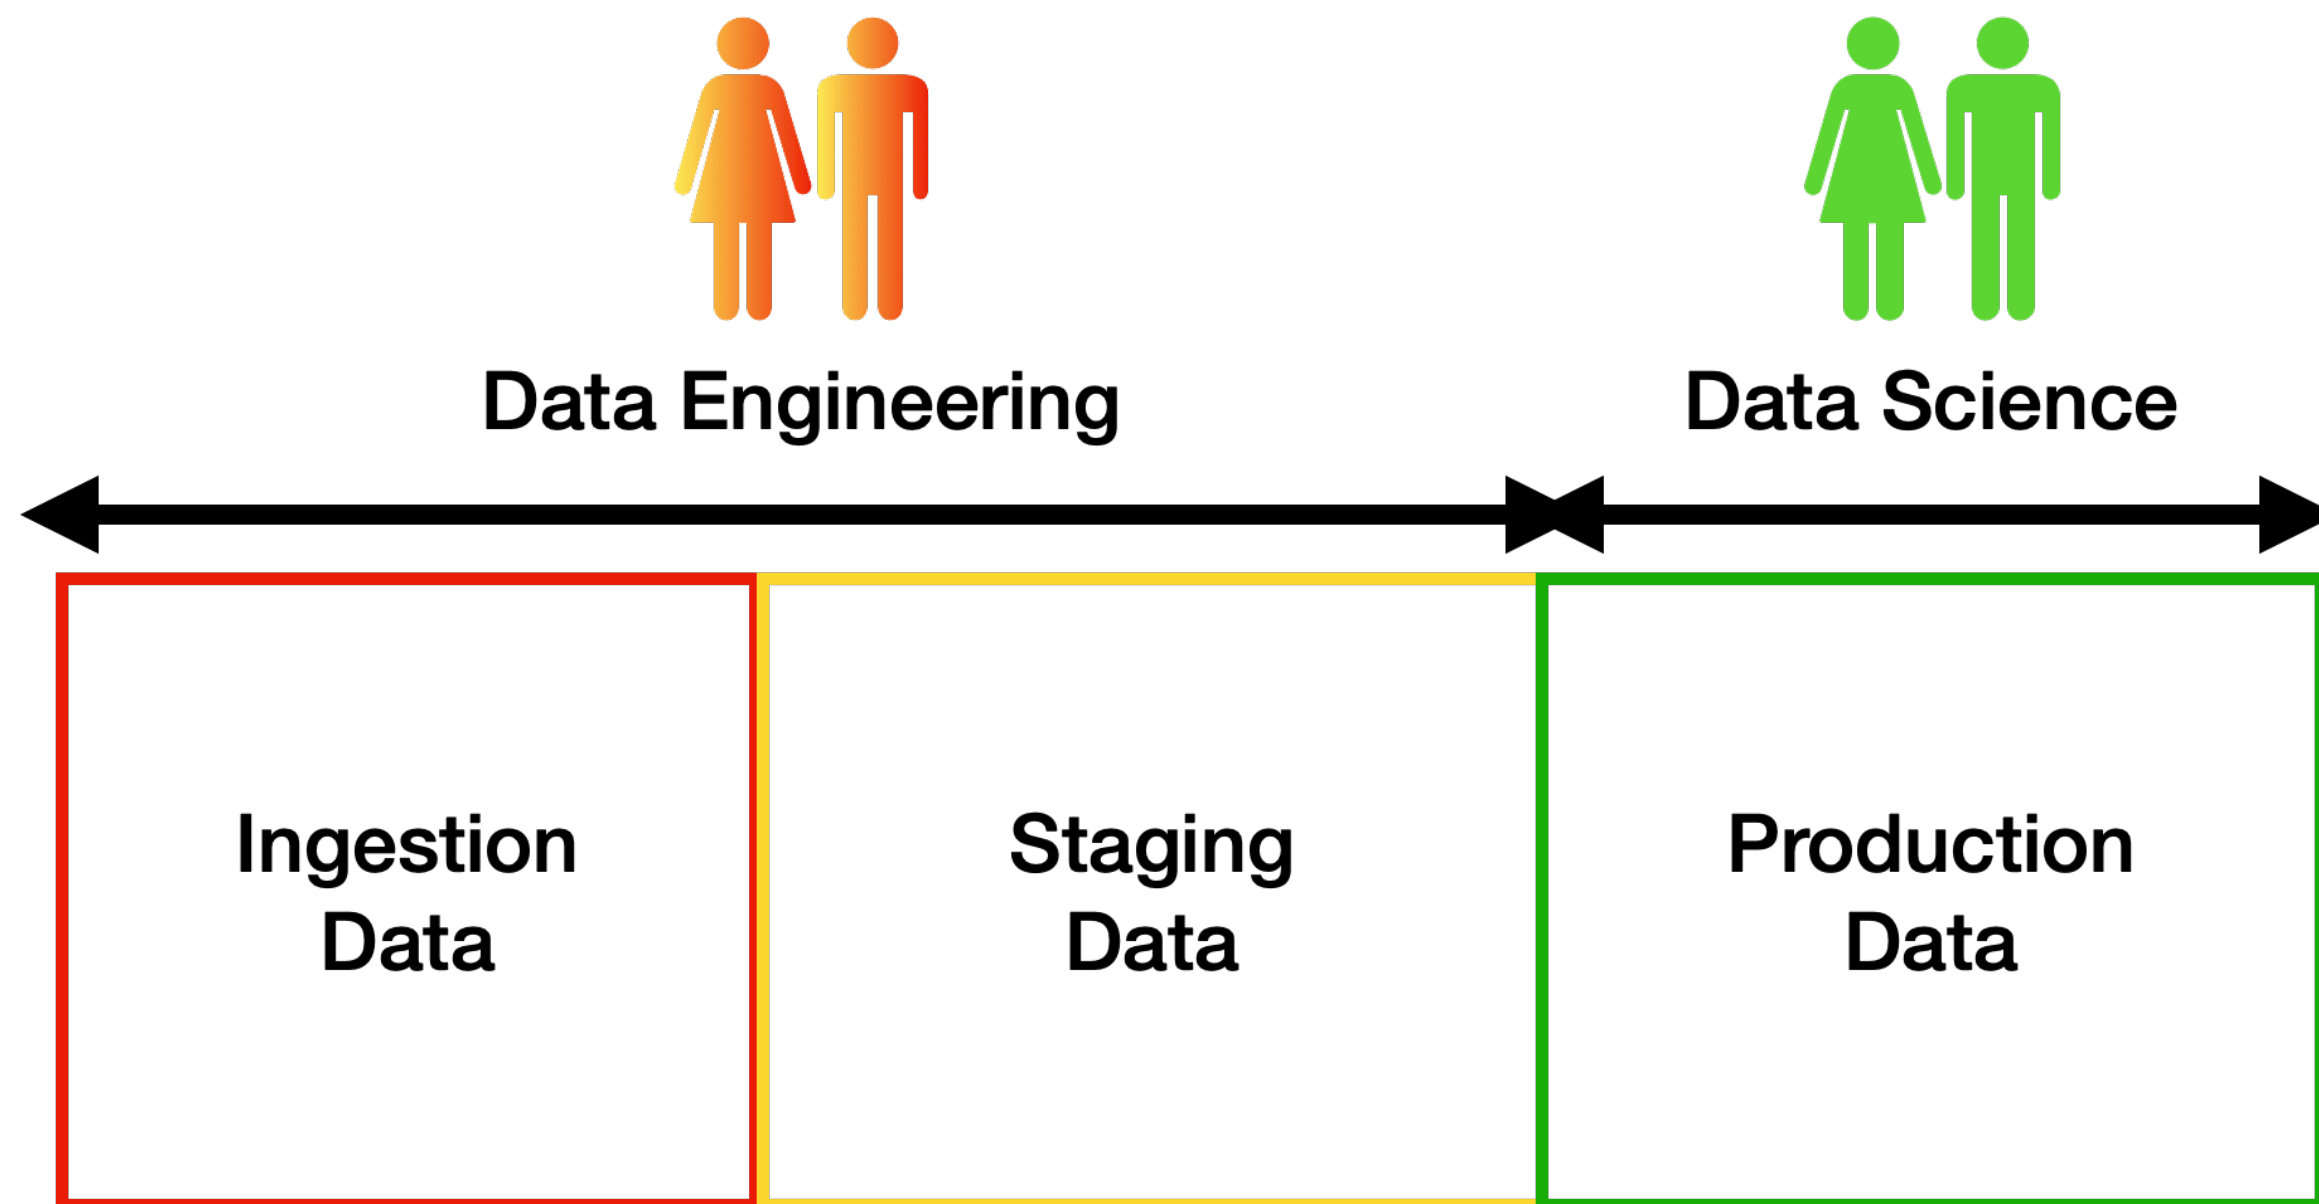 Data Engineering
Data Science
Ingestion
Data
Staging
Data
Production
Data